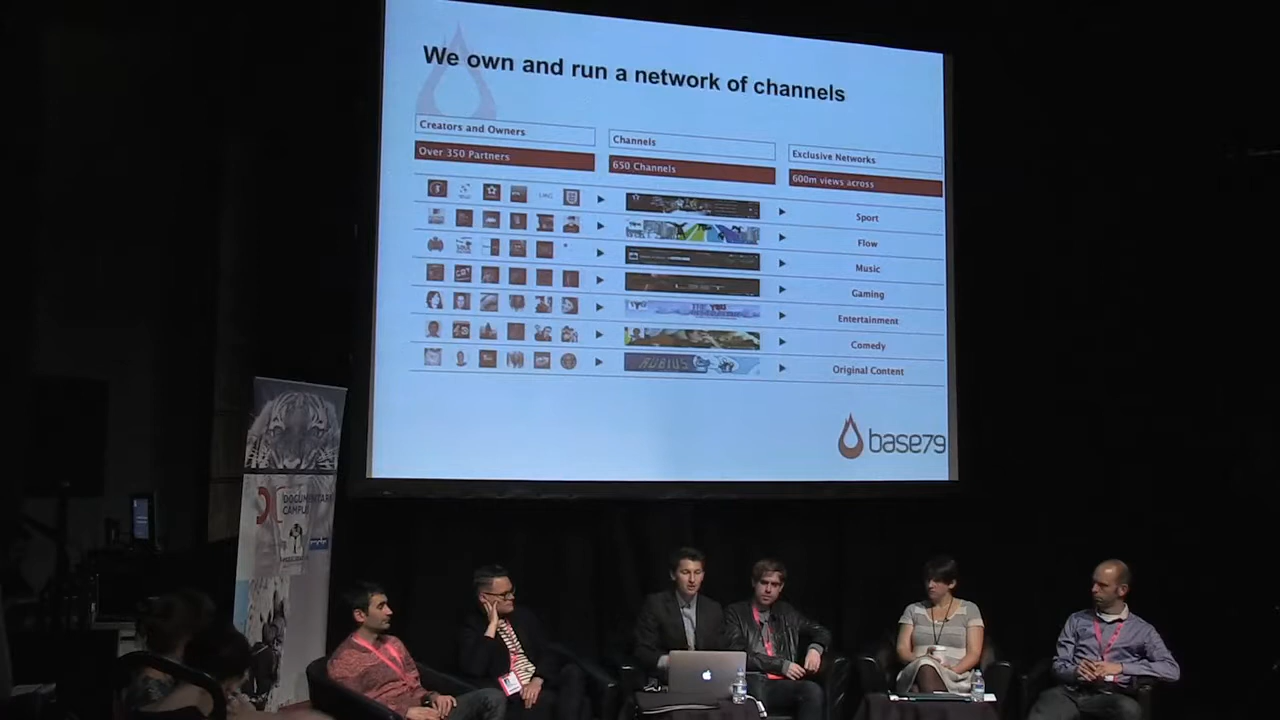 We own and run a network of channels
Creators and Owners
Channels
Exclusive Networks
Over 350 Partners
650 Channels
600m views across
Sport
Flow
Music
Gaming
Entertainment
Comedy
RUBIUS
Original Content
base79
DOCUMENTARY
CAMPUS